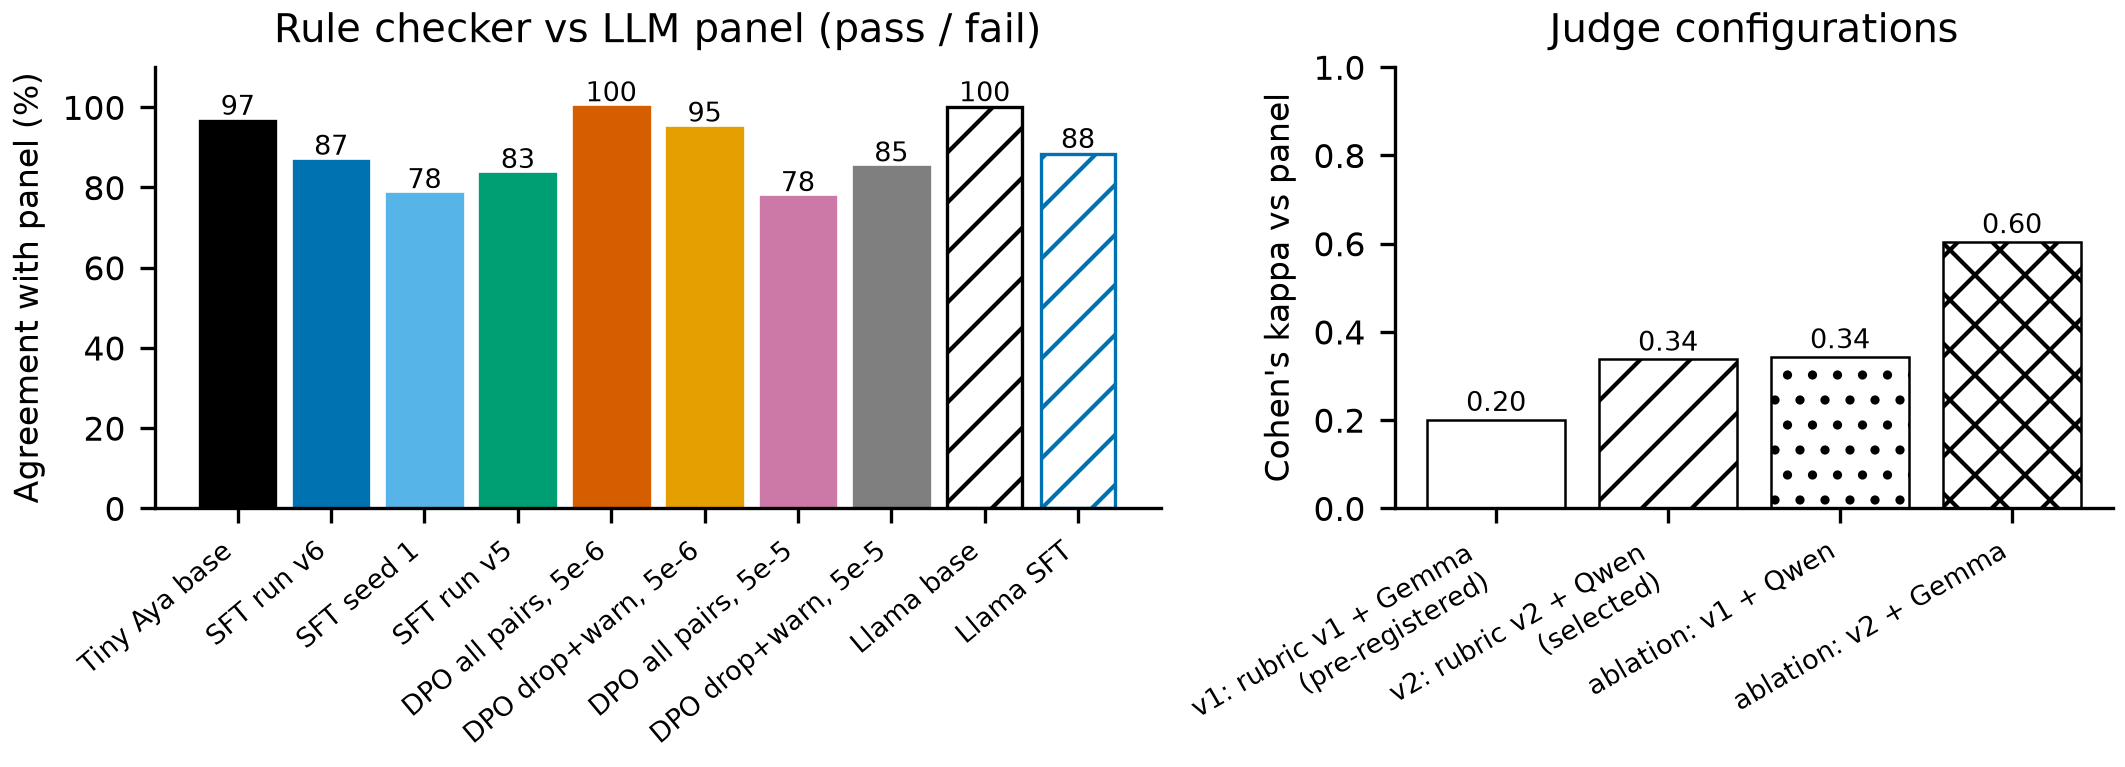 Rule checker vs LLM panel (pass / fail)
Agreement with panel (%)
100
80
60
40
20
0
97
87
78
83
100
95
78
85
100
88
Tiny Aya base
SFT run v6
SFT seed 1
SFT run v5
DPO all pairs, 5e-6
DPO drop+warn, 5e-6
DPO all pairs, 5e-5
DPO drop+warn, 5e-5
Llama base
Llama SFT
Judge configurations
Cohen's kappa vs panel
1.0
0.8
0.6
0.4
0.2
0.0
0.20
0.34
0.34
0.60
v1: rubric v1 + Gemma
(pre-registered)
v2: rubric v2 + Qwen
(selected)
ablation: v1 + Qwen
ablation: v2 + Gemma